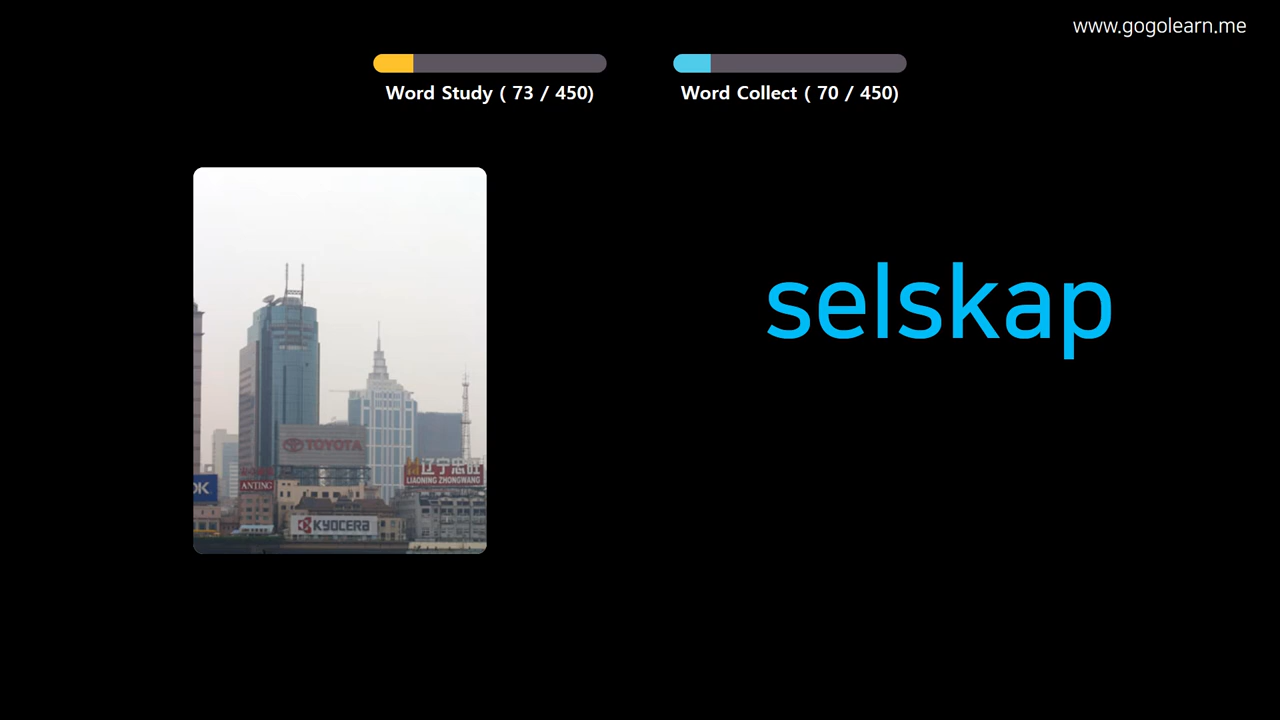 www.gogolearn.me
Word Study ( 73 / 450)
Word Collect ( 70 / 450)
selskap
TOYOTA
辽宁忠旺
LIAONING ZHONGWANG
OK
ANTING
KYOCERA